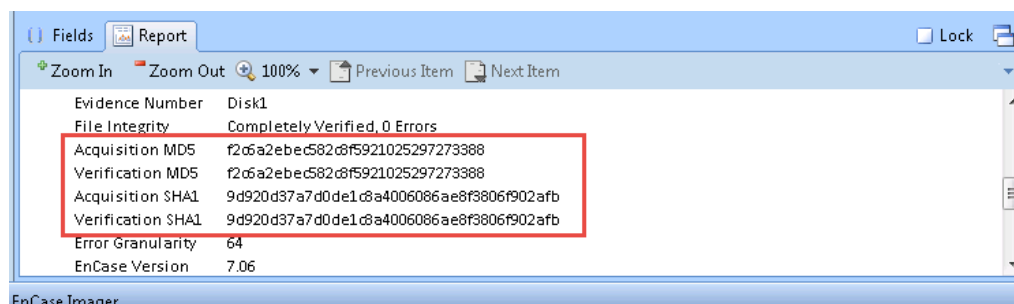 Fields Report Lock
Zoom In Zoom Out 100% Previous Item Next Item
Evidence Number Disk1
File Integrity Completely Verified, 0 Errors
Acquisition MD5 f2c6a2ebec582c8f5921025297273388
Verification MD5 f2c6a2ebec582c8f5921025297273388
Acquisition SHA1 9d920d37a7d0de1c8a4006086ae8f3806f902afb
Verification SHA1 9d920d37a7d0de1c8a4006086ae8f3806f902afb
Error Granularity 64
EnCase Version 7.06
EnCase Imager